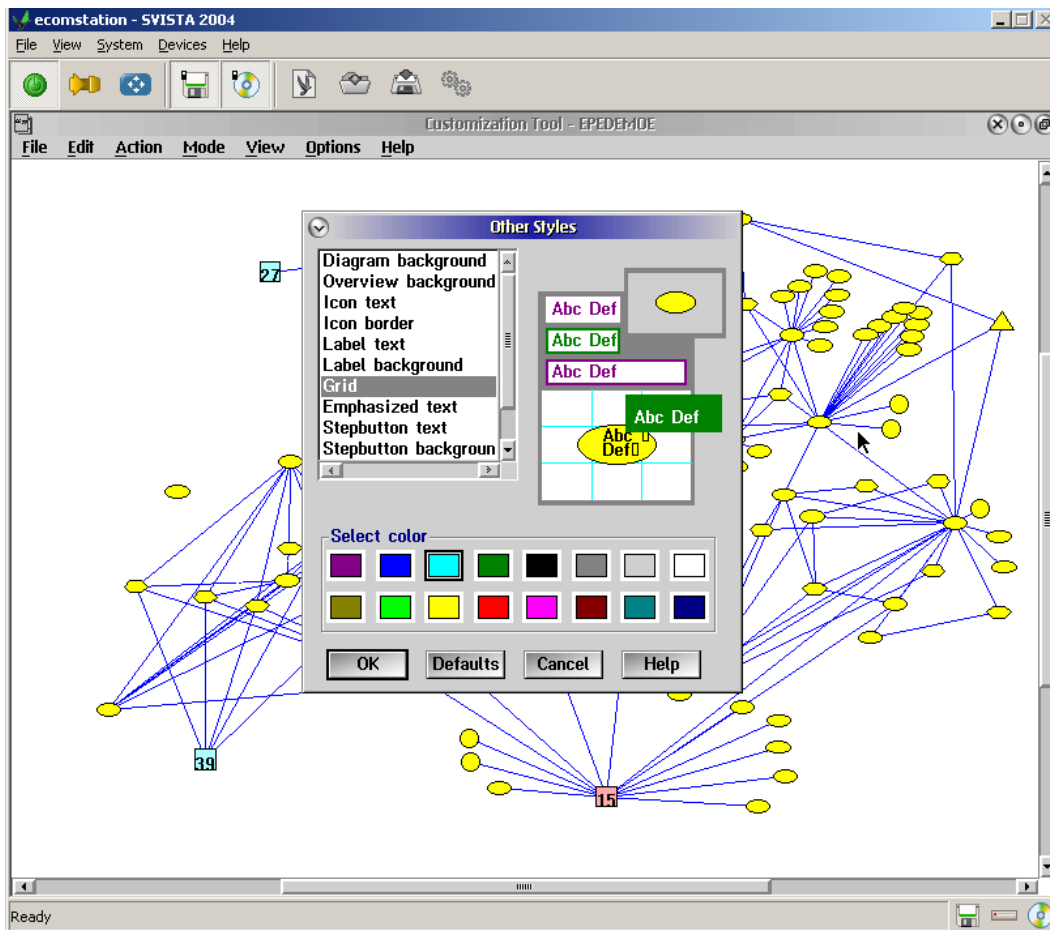 ecomstation - SVISTA 2004
File View System Devices Help
Customization Tool - EPEDEMOE
File Edit Action Mode View Options Help
Other Styles
27
Diagram background
Overview background
Icon text
Icon border
Label text
Label background
Grid
Emphasized text
Stepbutton text
Stepbutton backgroun
Abc Def
Abc Def
Abc Def
Abc Def
Abc
Def
Select color
OK Defaults Cancel Help
39
15
Ready